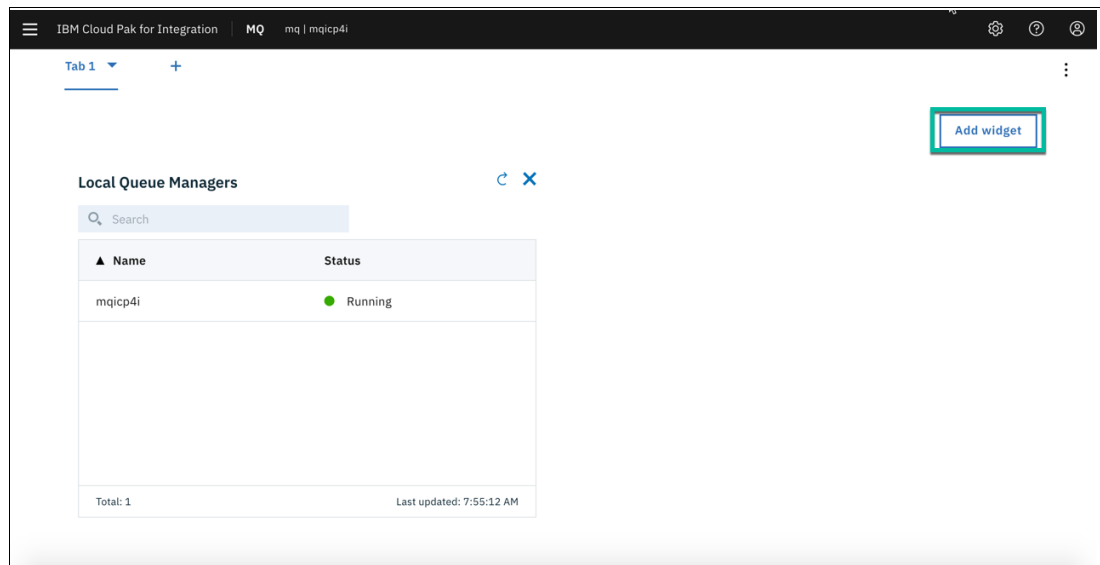 IBM Cloud Pak for Integration MQ mq | mqicp4i
Tab 1 +
Add widget
Local Queue Managers
Search
Name Status
mqicp4i Running
Total: 1 Last updated: 7:55:12 AM